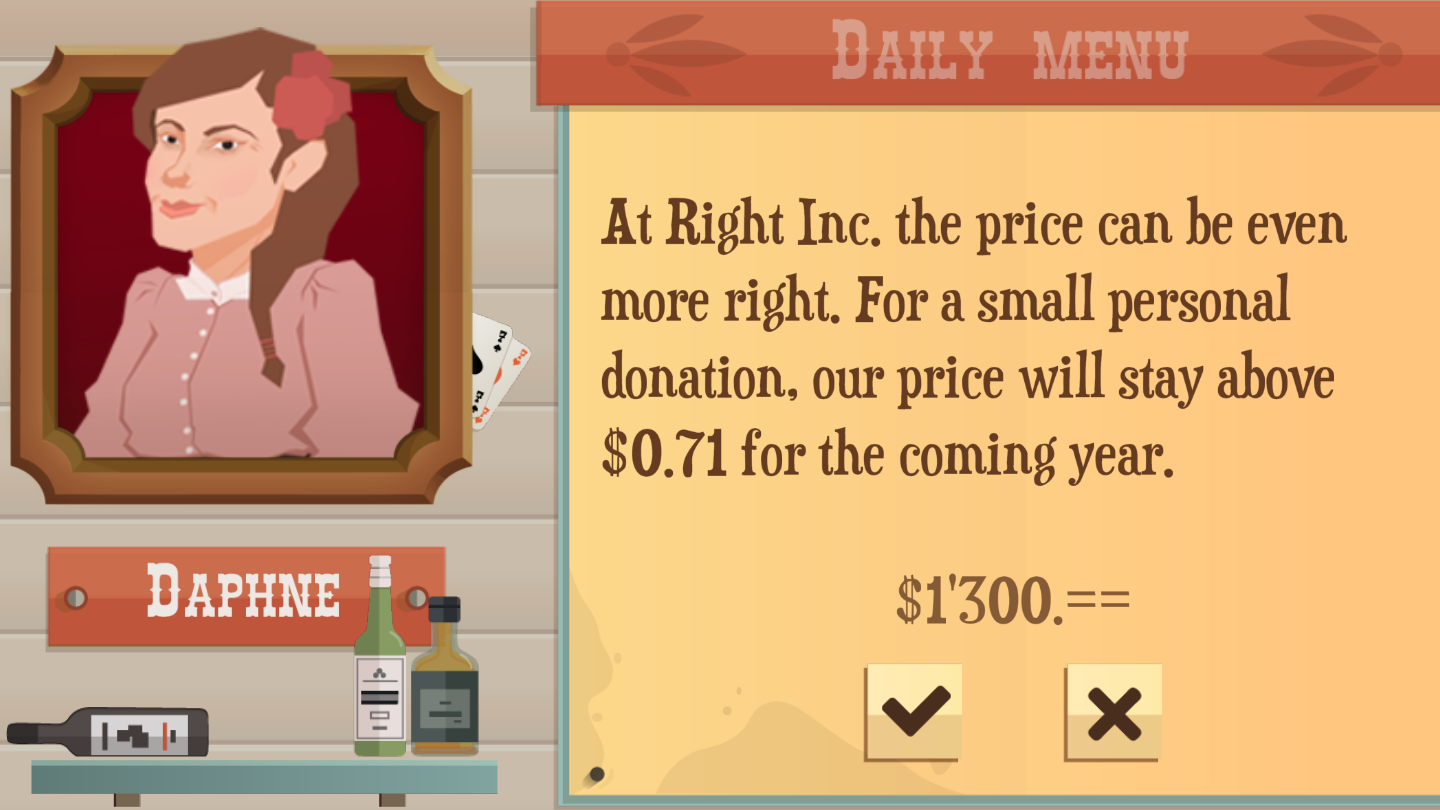 DAILY MENU
At Right Inc. the price can be even
more right. For a small personal
donation, our price will stay above
$0.71 for the coming year.
$1'300.==
DAPHNE